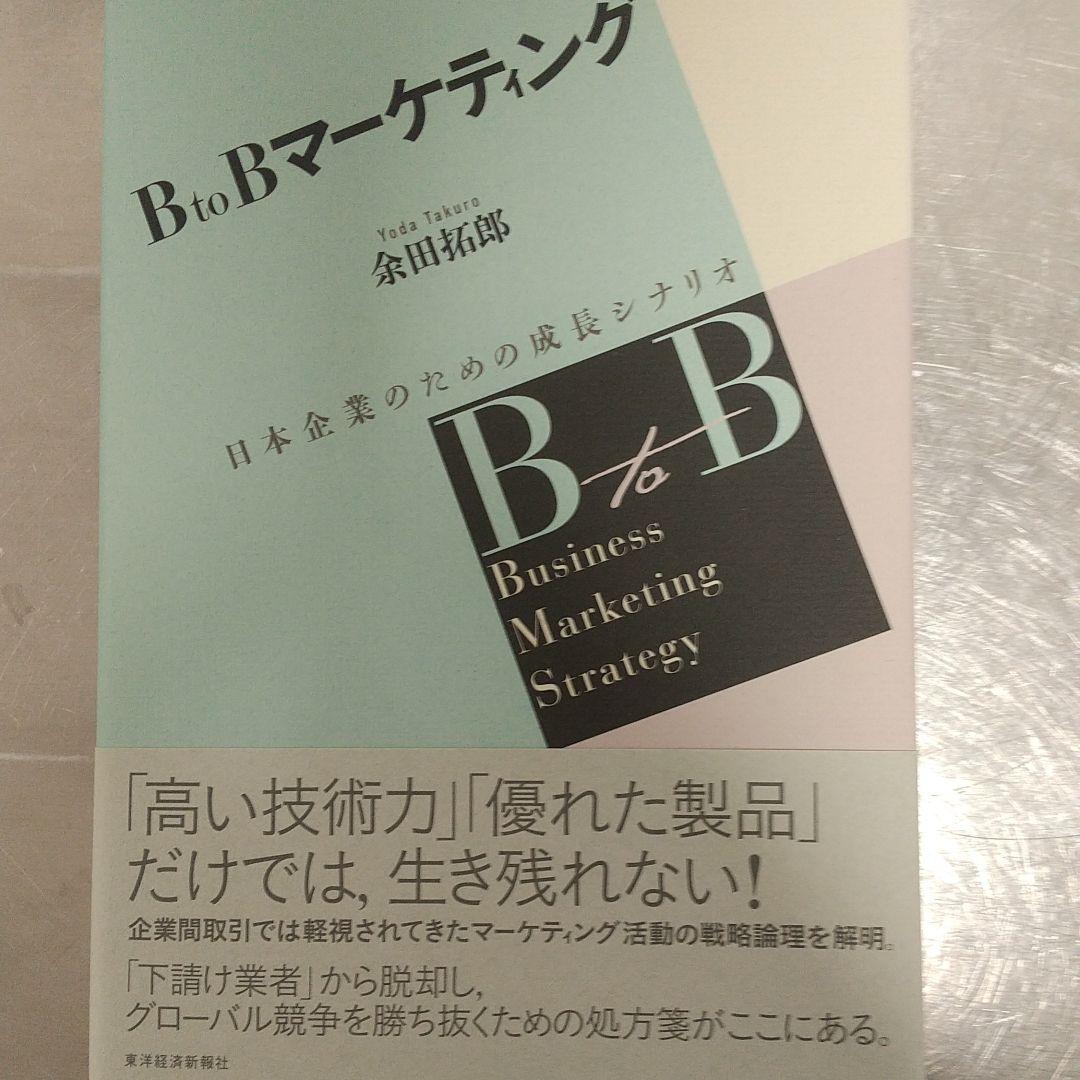 BtoBマーケティング
Yoda Takuro
余田拓郎
日本企業のための成長シナリオ
B to B
Business
Marketing
Strategy
「高い技術力」「優れた製品」
だけでは,生き残れない!
企業間取引では軽視されてきたマーケティング活動の戦略論理を解明。
「下請け業者」から脱却し,
グローバル競争を勝ち抜くための処方箋がここにある。
東洋経済新報社